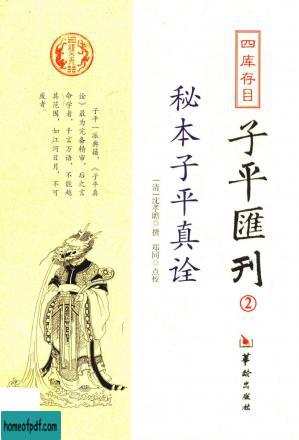 四库存目
子平匯刊
②
秘本子平真诠
[清]沈孝瞻 撰 郑同 点校
子平一派典籍，《子平真
诠》最为完备精审，后之言
命学者，千言万语，不能越
其范围，如江河日月，不可
废者。
華龄出版社
homeofpdf.com